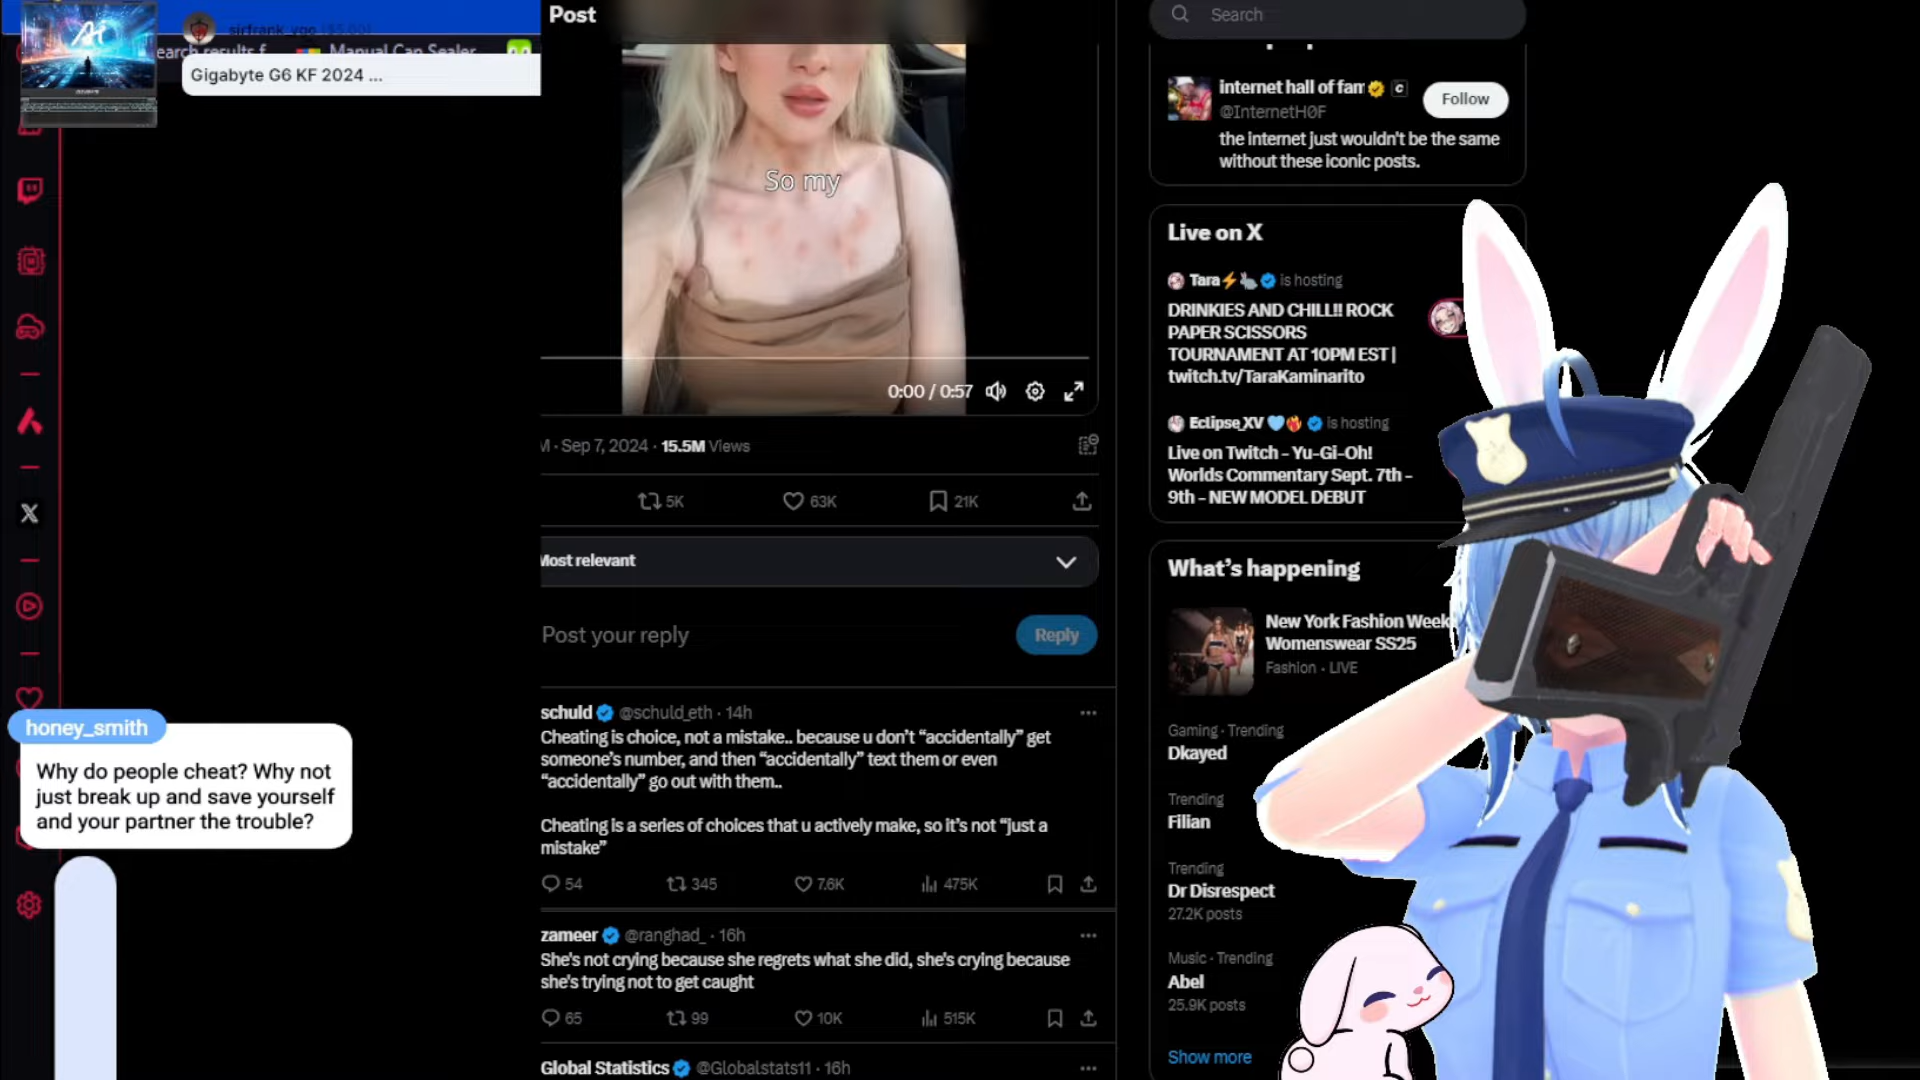 sirfrank_ygo ($5.00)
earch results f
Manual Can Sealer
Gigabyte G6 KF 2024 ...
Ai
Post
So my
0:00 / 0:57
M · Sep 7, 2024 · 15.5M Views
5K
63K
21K
Most relevant
Post your reply
Reply
schuld @schuld_eth · 14h
Cheating is choice, not a mistake.. because u don’t “accidentally” get
someone’s number, and then “accidentally” text them or even
“accidentally” go out with them..
Cheating is a series of choices that u actively make, so it’s not “just a
mistake”
54
345
7.6K
475K
zameer @ranghad_ · 16h
She's not crying because she regrets what she did, she's crying because
she's trying not to get caught
65
99
10K
515K
Global Statistics @Globalstats11 · 16h
honey_smith
Why do people cheat? Why not
just break up and save yourself
and your partner the trouble?
Search
internet hall of fam
@InternetH0F
Follow
the internet just wouldn't be the same
without these iconic posts.
Live on X
Tara is hosting
DRINKIES AND CHILL!! ROCK
PAPER SCISSORS
TOURNAMENT AT 10PM EST |
twitch.tv/TaraKaminarito
Eclipse_XV is hosting
Live on Twitch - Yu-Gi-Oh!
Worlds Commentary Sept. 7th -
9th - NEW MODEL DEBUT
What’s happening
New York Fashion Week
Womenswear SS25
Fashion · LIVE
Gaming · Trending
Dkayed
Trending
Filian
Trending
Dr Disrespect
27.2K posts
Music · Trending
Abel
25.9K posts
Show more